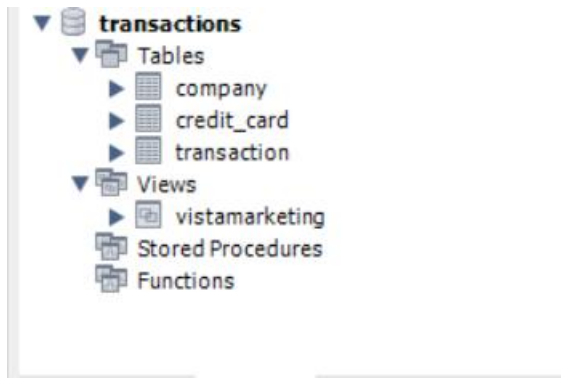 transactions
Tables
company
credit_card
transaction
Views
vistamarketing
Stored Procedures
Functions